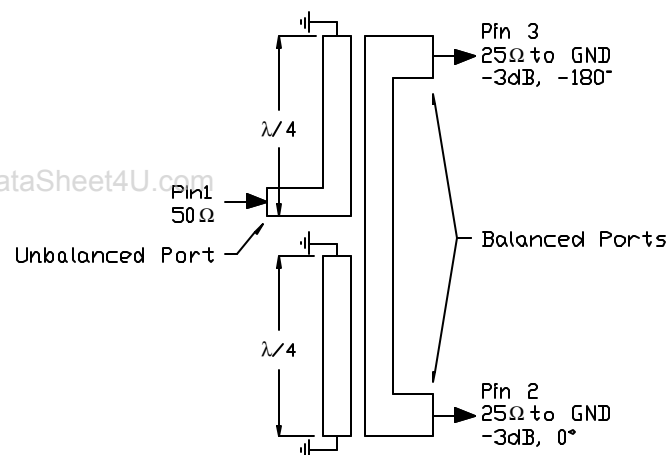 Pin 3
25Ω to GND
-3dB, -180°
λ/4
ataSheet4U.com
Pin1
50Ω
Unbalanced Port
Balanced Ports
λ/4
Pin 2
25Ω to GND
-3dB, 0°